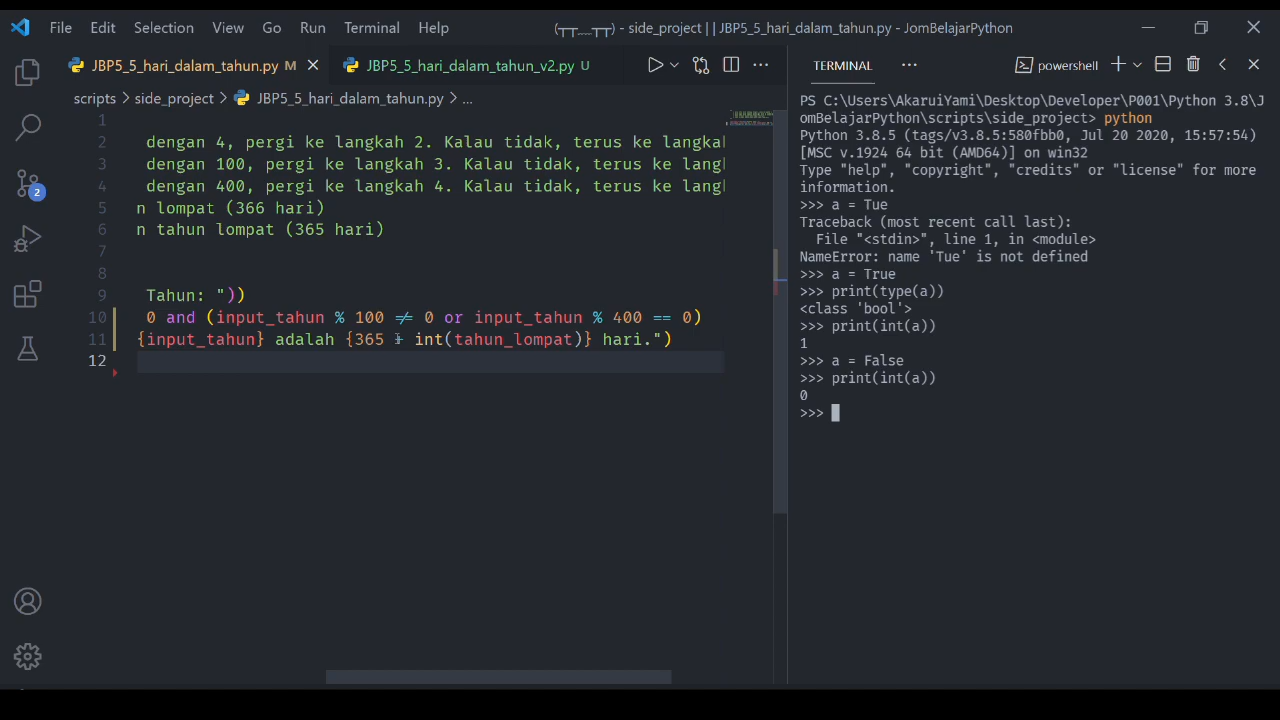 File Edit Selection View Go Run Terminal Help (┬┬﹏┬┬) - side_project || JBP5_5_hari_dalam_tahun.py - JomBelajarPython
JBP5_5_hari_dalam_tahun.py M JBP5_5_hari_dalam_tahun_v2.py U
scripts > side_project > JBP5_5_hari_dalam_tahun.py > ...
1
2 dengan 4, pergi ke langkah 2. Kalau tidak, terus ke langka
3 dengan 100, pergi ke langkah 3. Kalau tidak, terus ke lang
4 dengan 400, pergi ke langkah 4. Kalau tidak, terus ke lang
5 n lompat (366 hari)
6 n tahun lompat (365 hari)
7
8
9 Tahun: "))
10 0 and (input_tahun % 100 ≠ 0 or input_tahun % 400 == 0)
11 {input_tahun} adalah {365 + int(tahun_lompat)} hari.")
12
2
TERMINAL ... powershell
PS C:\Users\AkaruiYami\Desktop\Developer\P001\Python 3.8\J
omBelajarPython\scripts\side_project> python
Python 3.8.5 (tags/v3.8.5:580fbb0, Jul 20 2020, 15:57:54)
[MSC v.1924 64 bit (AMD64)] on win32
Type "help", "copyright", "credits" or "license" for more
information.
>>> a = Tue
Traceback (most recent call last):
  File "<stdin>", line 1, in <module>
NameError: name 'Tue' is not defined
>>> a = True
>>> print(type(a))
<class 'bool'>
>>> print(int(a))
1
>>> a = False
>>> print(int(a))
0
>>>